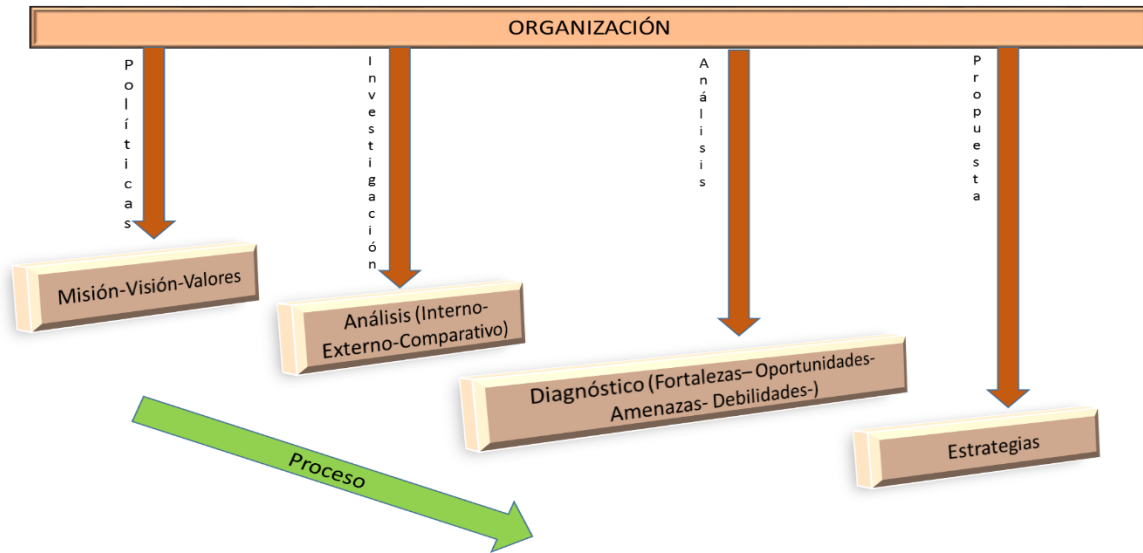 ORGANIZACIÓN
Políticas
Investigación
Análisis
Propuesta
Misión-Visión-Valores
Análisis (Interno-
Externo-Comparativo)
Diagnóstico (Fortalezas– Oportunidades-
Amenazas- Debilidades-)
Estrategias
Proceso